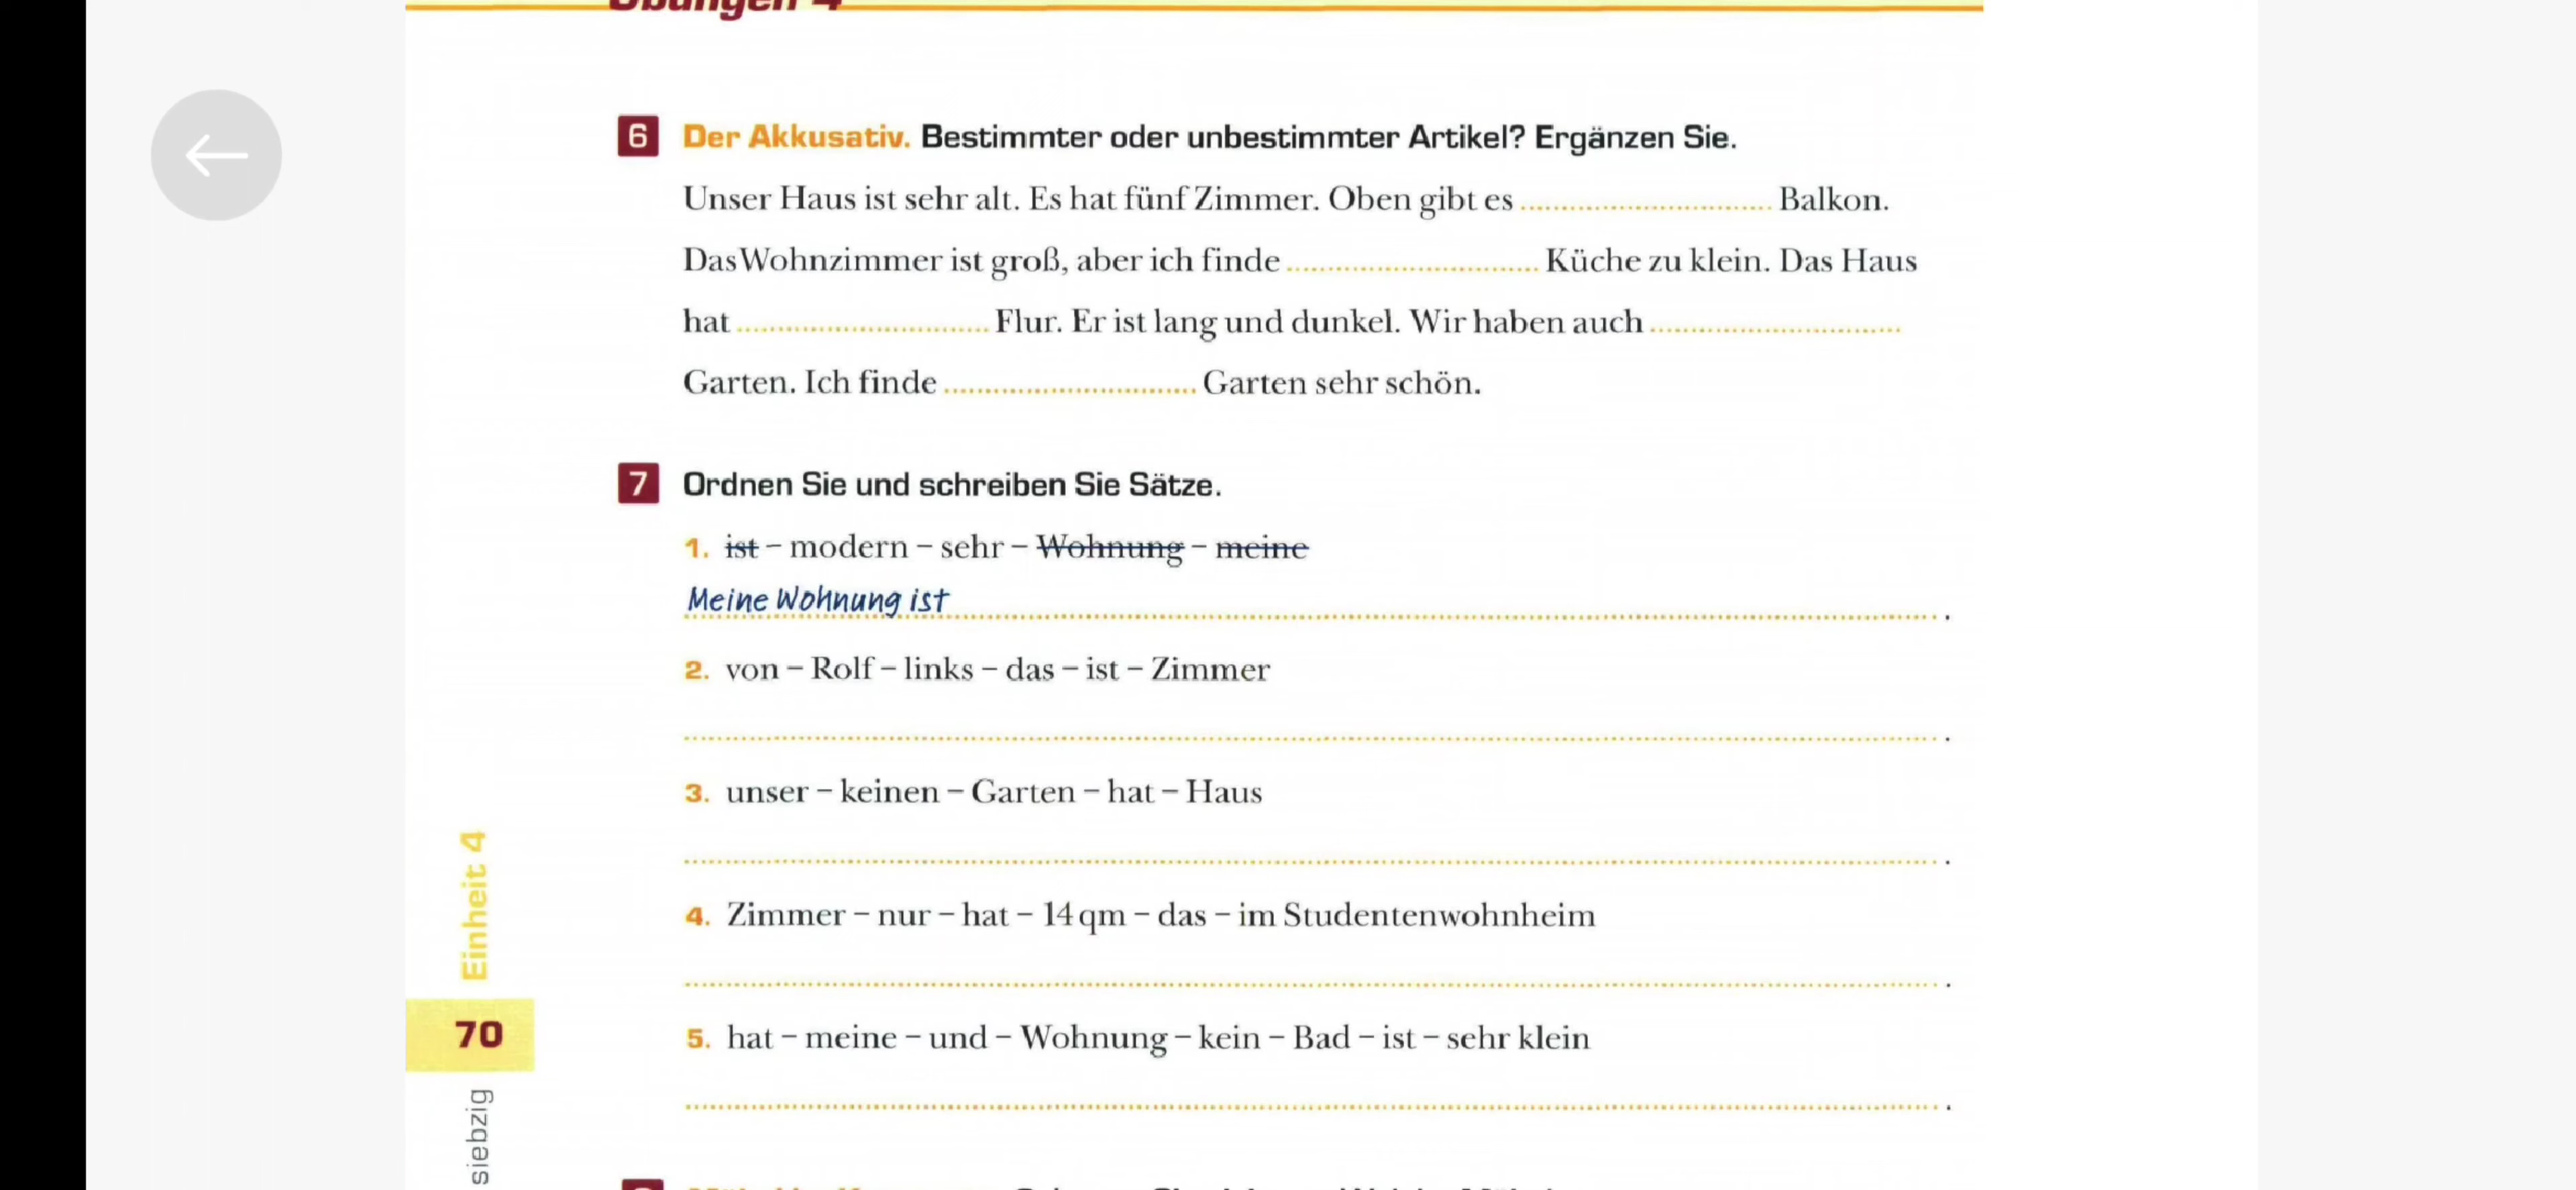 Übungen 4
6 Der Akkusativ. Bestimmter oder unbestimmter Artikel? Ergänzen Sie.
Unser Haus ist sehr alt. Es hat fünf Zimmer. Oben gibt es .............................. Balkon.
Das Wohnzimmer ist groß, aber ich finde .............................. Küche zu klein. Das Haus
hat .............................. Flur. Er ist lang und dunkel. Wir haben auch ..............................
Garten. Ich finde .............................. Garten sehr schön.
7 Ordnen Sie und schreiben Sie Sätze.
1. ist – modern – sehr – Wohnung – meine
Meine Wohnung ist .
2. von – Rolf – links – das – ist – Zimmer
3. unser – keinen – Garten – hat – Haus
4. Zimmer – nur – hat – 14 qm – das – im Studentenwohnheim
5. hat – meine – und – Wohnung – kein – Bad – ist – sehr klein
Einheit 4
70
siebzig